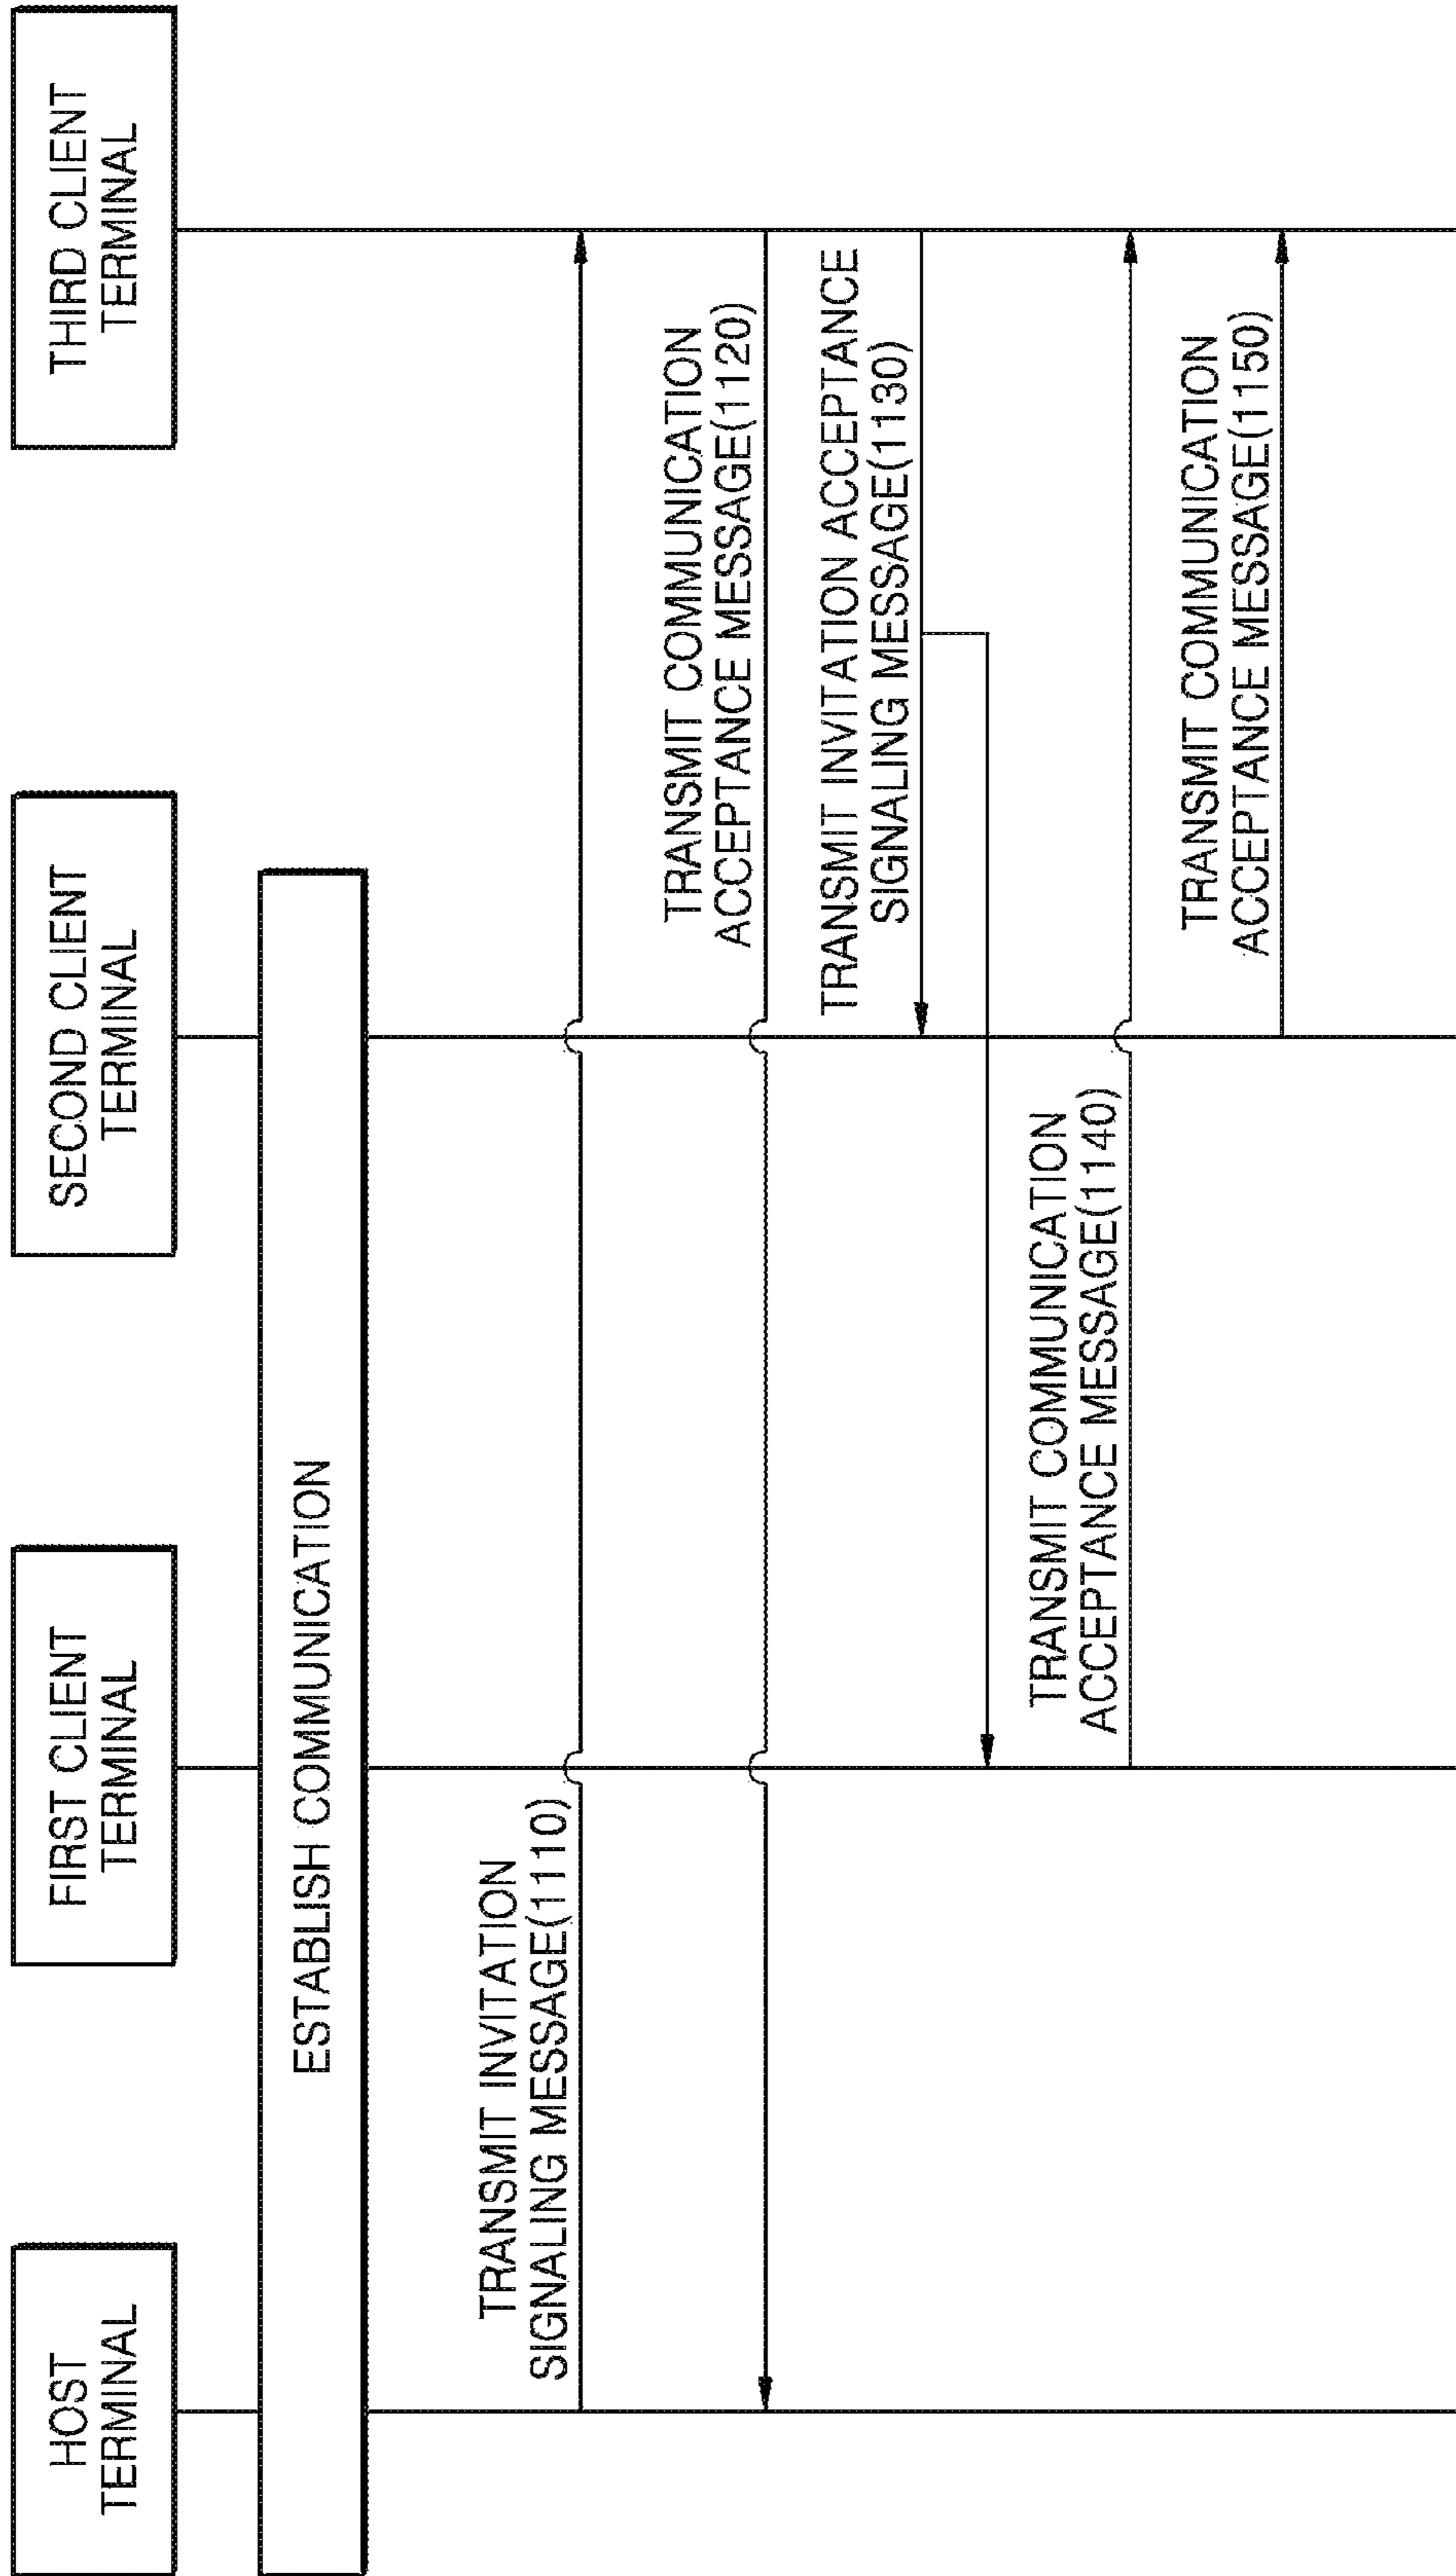 HOST
TERMINAL
FIRST CLIENT
TERMINAL
SECOND CLIENT
TERMINAL
THIRD CLIENT
TERMINAL
ESTABLISH COMMUNICATION
TRANSMIT INVITATION
SIGNALING MESSAGE(1110)
TRANSMIT COMMUNICATION
ACCEPTANCE MESSAGE(1120)
TRANSMIT INVITATION ACCEPTANCE
SIGNALING MESSAGE(1130)
TRANSMIT COMMUNICATION
ACCEPTANCE MESSAGE(1140)
TRANSMIT COMMUNICATION
ACCEPTANCE MESSAGE(1150)